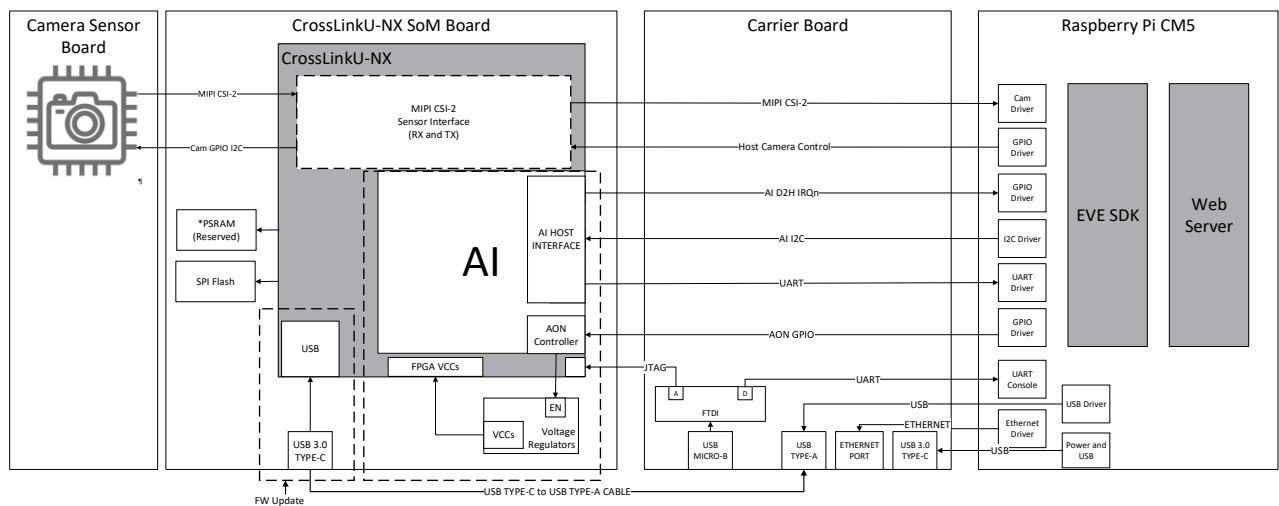 Camera Sensor
Board
CrossLinkU-NX SoM Board
Carrier Board
Raspberry Pi CM5
CrossLinkU-NX
MIPI CSI-2
MIPI CSI-2
Sensor Interface
(RX and TX)
MIPI CSI-2
Cam
Driver
Cam GPIO I2C
Host Camera Control
GPIO
Driver
¶
AI D2H IRQn
GPIO
Driver
*PSRAM
(Reserved)
AI
AI HOST
INTERFACE
AI I2C
I2C Driver
EVE SDK
Web
Server
SPI Flash
UART
UART
Driver
USB
AON
Controller
AON GPIO
GPIO
Driver
FPGA VCCs
JTAG
UART
UART
Console
A
D
FTDI
EN
VCCs
Voltage
Regulators
USB
USB Driver
ETHERNET
Ethernet
Driver
USB 3.0
TYPE-C
USB
MICRO-B
USB
TYPE-A
ETHERNET
PORT
USB 3.0
TYPE-C
USB
Power and
USB
USB TYPE-C to USB TYPE-A CABLE
FW Update